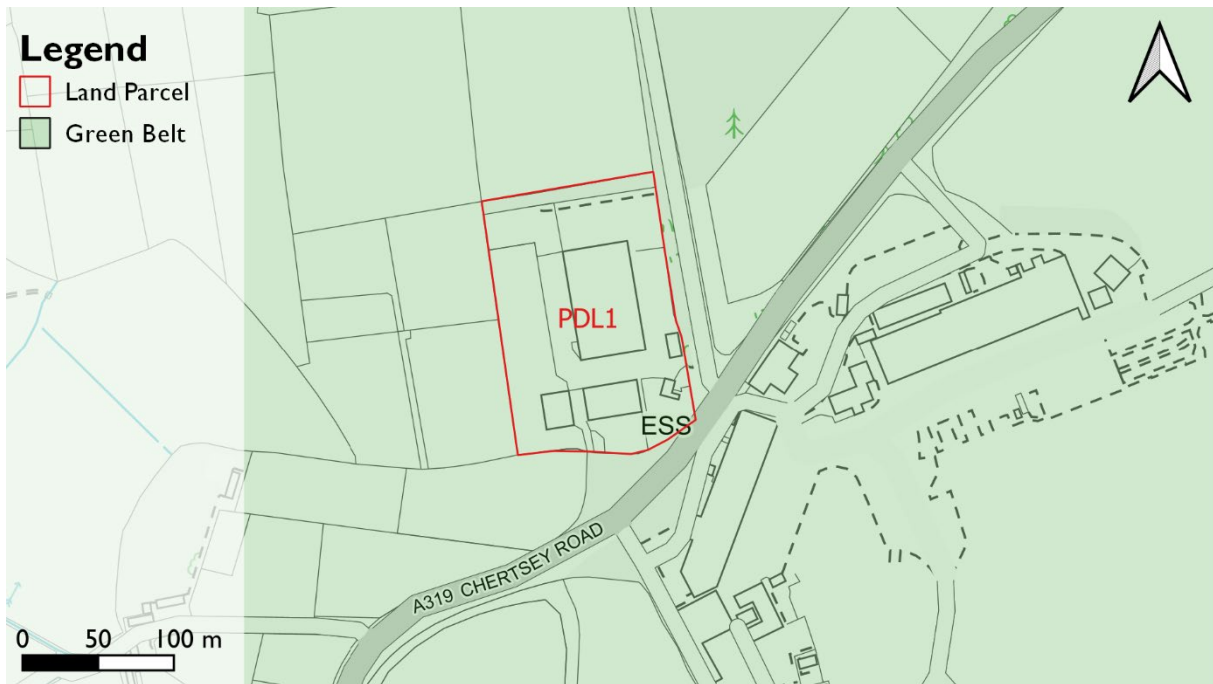 Legend
Land Parcel
Green Belt
PDL1
ESS
A319 CHERTSEY ROAD
0 50 100 m